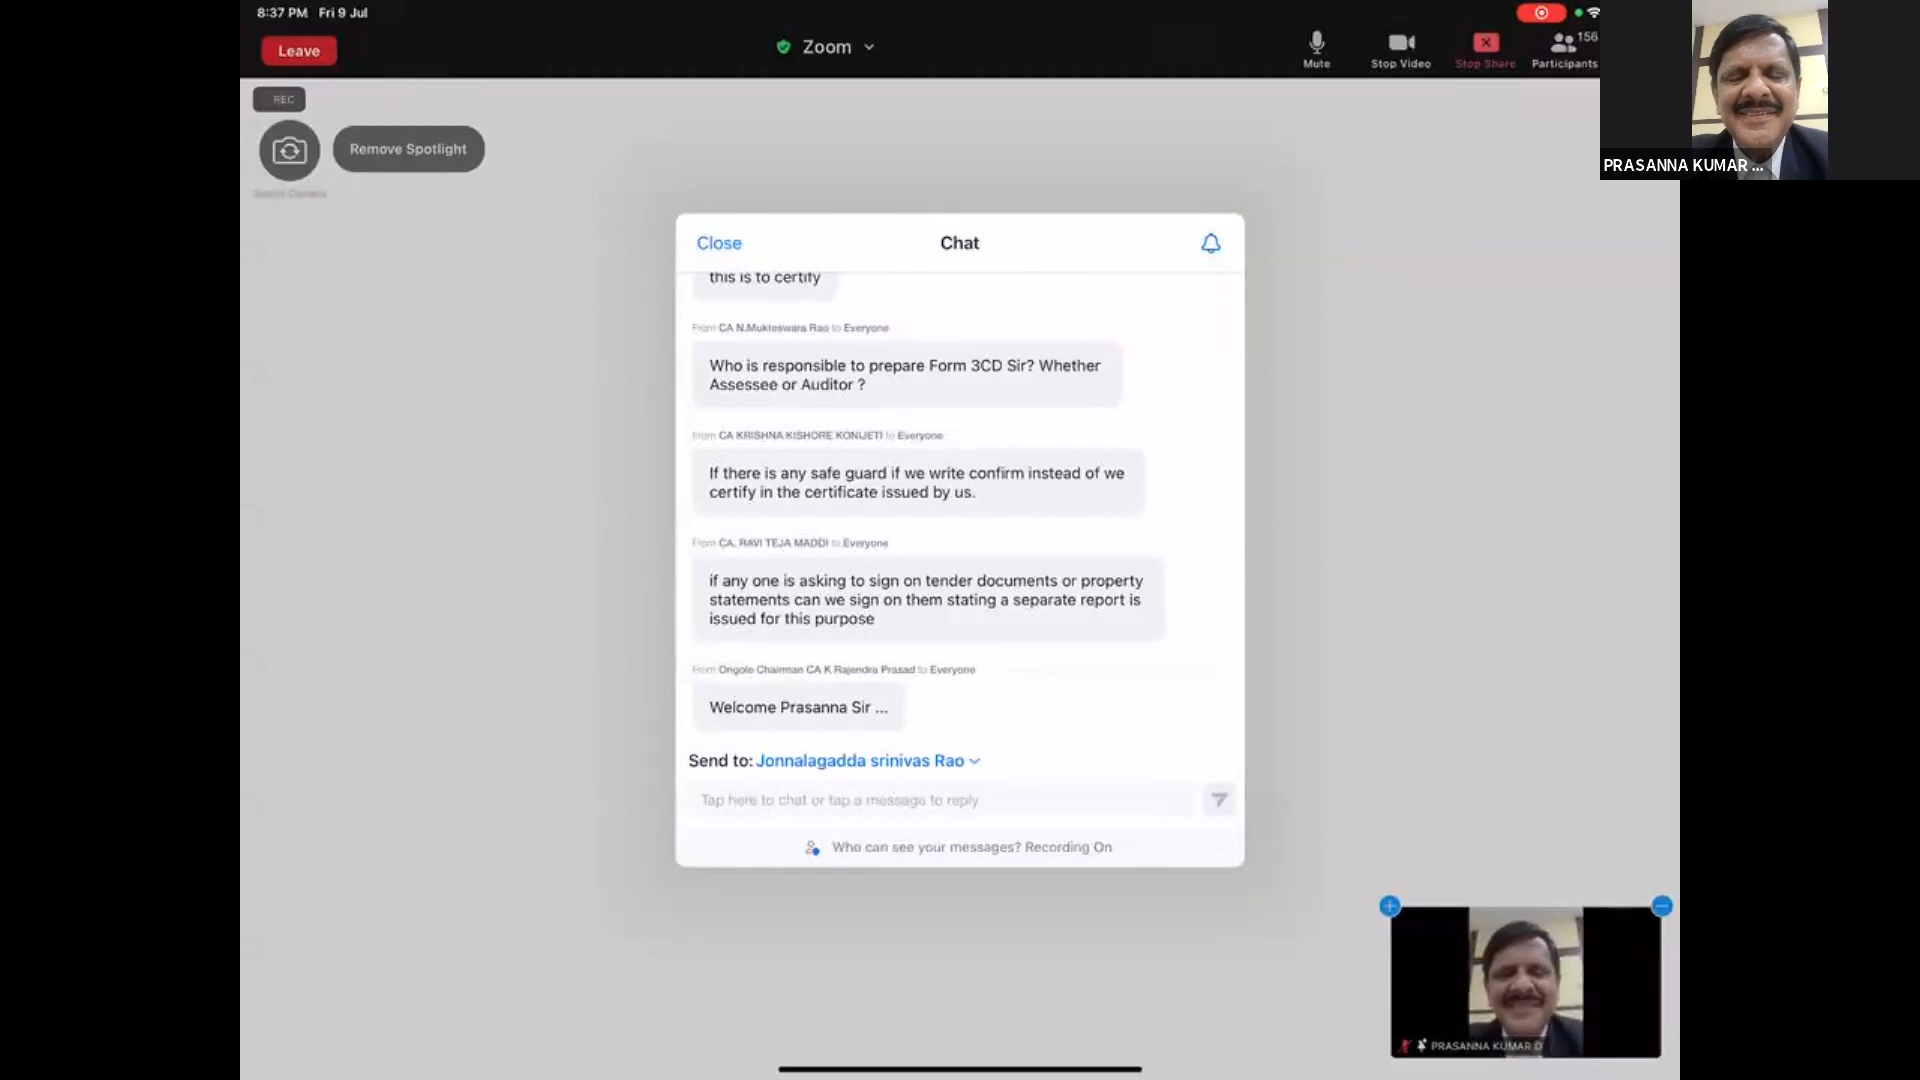 8:37 PM Fri 9 Jul
Leave
Zoom
Mute
Stop Video
Stop Share
Participants
156
PRASANNA KUMAR ...
REC
Remove Spotlight
Close
Chat
this is to certify
From CA N.Mukteswara Rao to Everyone
Who is responsible to prepare Form 3CD Sir? Whether
Assessee or Auditor ?
From CA KRISHNA KISHORE KONIJETI to Everyone
If there is any safe guard if we write confirm instead of we
certify in the certificate issued by us.
From CA. RAVI TEJA MADDI to Everyone
if any one is asking to sign on tender documents or property
statements can we sign on them stating a separate report is
issued for this purpose
From Ongole Chairman CA K Rajendra Prasad to Everyone
Welcome Prasanna Sir ...
Send to: Jonnalagadda srinivas Rao
Tap here to chat or tap a message to reply
Who can see your messages? Recording On
PRASANNA KUMAR D